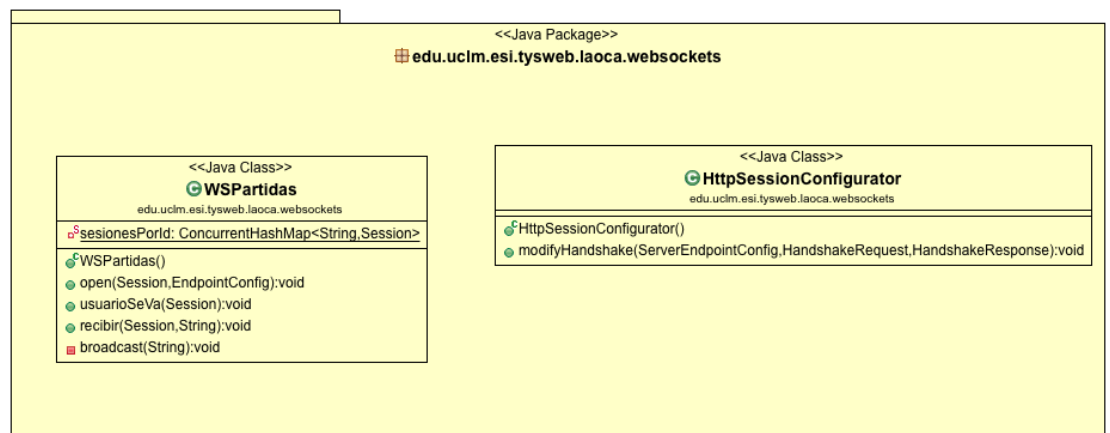 <<Java Package>>
edu.uclm.esi.tysweb.laoca.websockets
<<Java Class>>
WSPartidas
edu.uclm.esi.tysweb.laoca.websockets
sesionesPorId: ConcurrentHashMap<String,Session>
WSPartidas()
open(Session,EndpointConfig):void
usuarioSeVa(Session):void
recibir(Session,String):void
broadcast(String):void
<<Java Class>>
HttpSessionConfigurator
edu.uclm.esi.tysweb.laoca.websockets
HttpSessionConfigurator()
modifyHandshake(ServerEndpointConfig,HandshakeRequest,HandshakeResponse):void